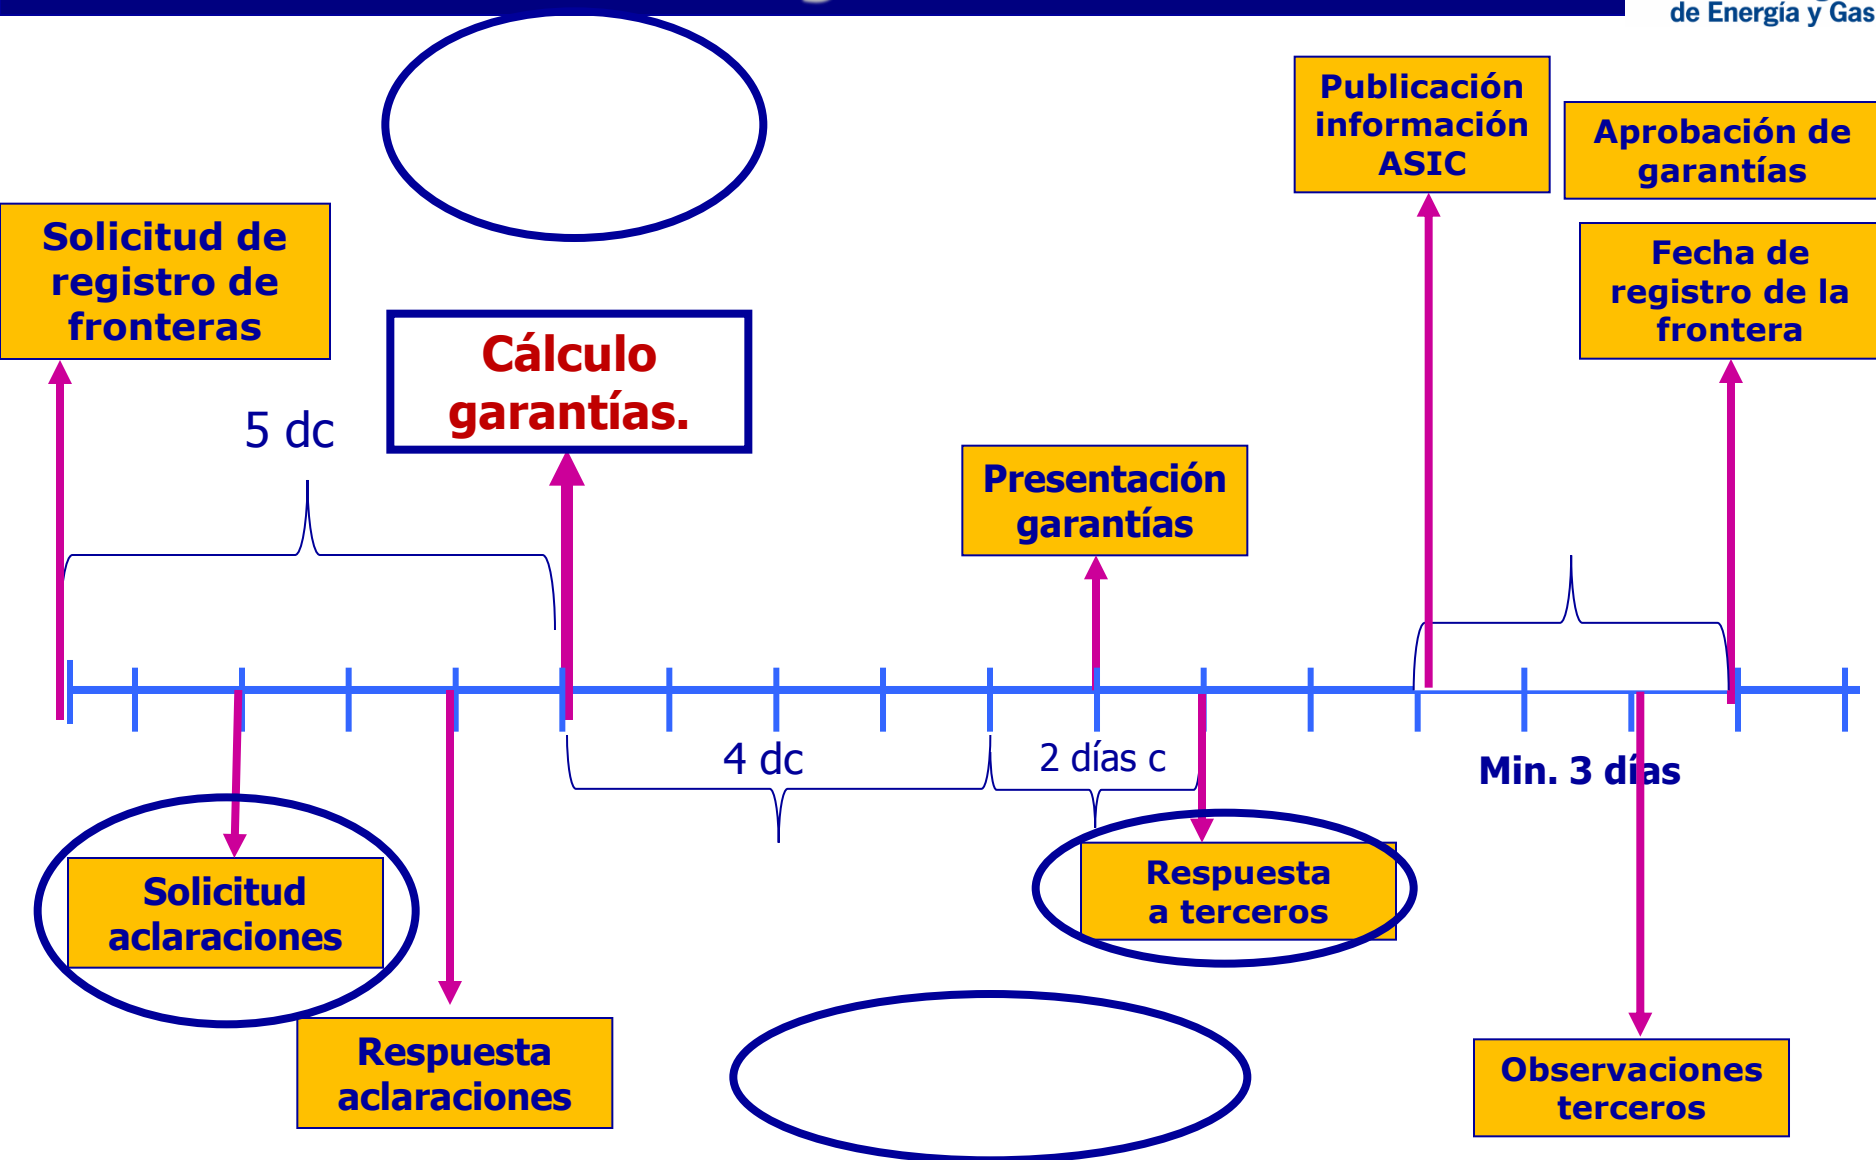 de Energía y Gas
Publicación
información
ASIC
Aprobación de
garantías
Solicitud de
registro de
fronteras
Fecha de
registro de la
frontera
Cálculo
garantías.
5 dc
Presentación
garantías
4 dc
2 días c
Min. 3 días
Solicitud
aclaraciones
Respuesta
a terceros
Respuesta
aclaraciones
Observaciones
terceros